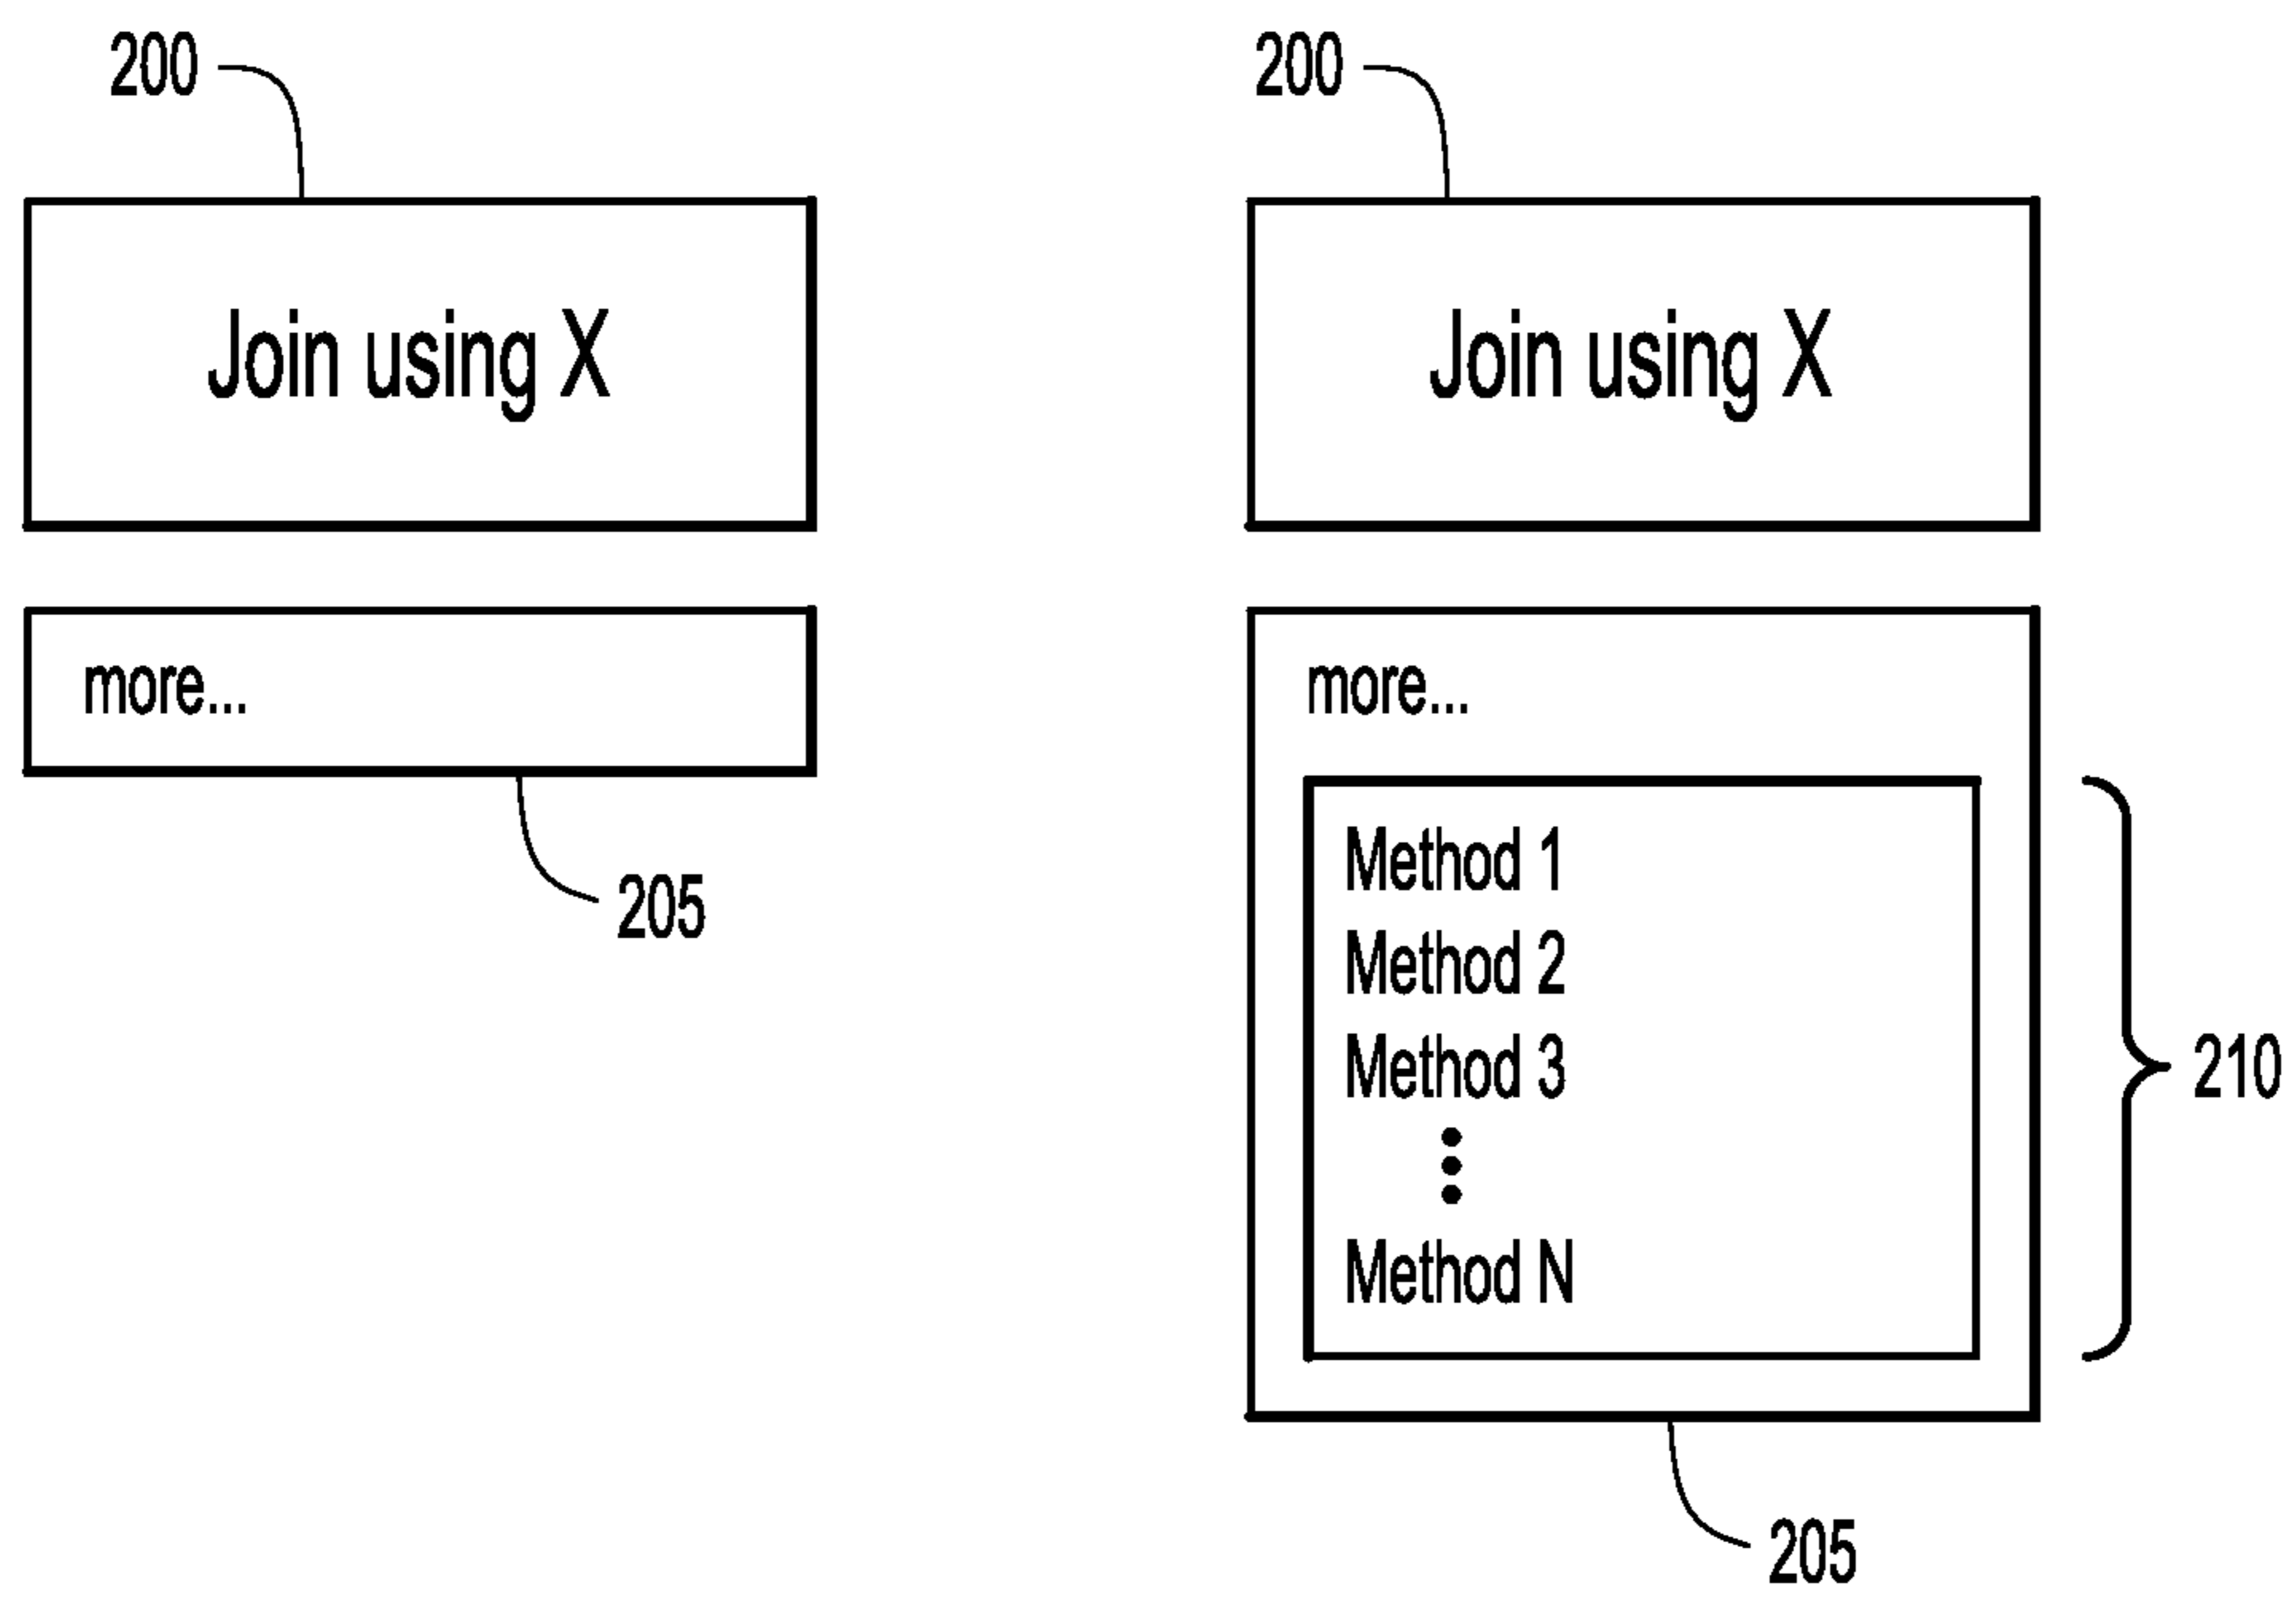 200
Join using X
more...
205
200
Join using X
more...
Method 1
Method 2
Method 3
Method N
210
205